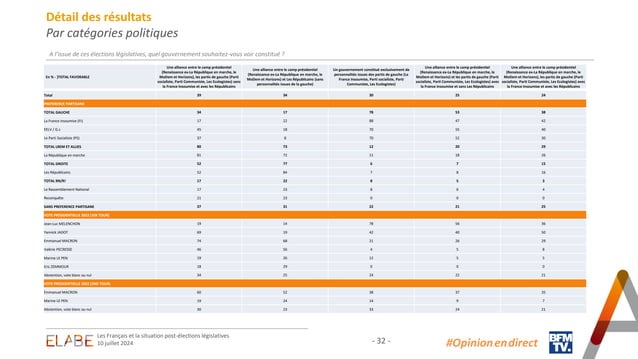 Détail des résultats
Par catégories politiques
A l'issue de ces élections législatives, quel gouvernement souhaitez-vous voir constitué ?
Une alliance entre le camp présidentiel (Renaissance ex-La République en marche, le MoDem et Horizons), les partis de gauche (Parti socialiste, Parti Communiste, Les Ecologistes) sans la France Insoumise et avec les Républicains
Une alliance entre le camp présidentiel (Renaissance ex-La République en marche, le MoDem et Horizons) et Les Républicains (sans personnalités issues de la gauche)
Un gouvernement constitué exclusivement de personnalités issues des partis de gauche (La France Insoumise, Parti socialiste, Parti Communiste, Les Ecologistes)
Une alliance entre le camp présidentiel (Renaissance ex-La République en marche, le MoDem et Horizons) et les partis de gauche (Parti socialiste, Parti Communiste, Les Ecologistes) avec la France Insoumise et sans Les Républicains
Une alliance entre le camp présidentiel (Renaissance ex-La République en marche, le MoDem et Horizons), les partis de gauche (Parti socialiste, Parti Communiste, Les Ecologistes) avec la France Insoumise et avec les Républicains
En % - (TOTAL FAVORABLE)
Total 39 34 30 25 24
PREFERENCE PARTISANE
TOTAL GAUCHE 34 17 78 53 38
La France Insoumise (FI) 17 22 88 47 42
EELV / G.s 45 18 70 55 40
Le Parti Socialiste (PS) 37 6 70 52 30
TOTAL LREM ET ALLIES 80 73 12 20 29
La République en marche 81 72 11 18 26
TOTAL DROITE 52 77 6 7 15
Les Républicains 52 84 7 8 16
TOTAL RN/R! 17 22 8 5 3
Le Rassemblement National 17 23 8 6 4
Reconquête 21 23 0 0 0
SANS PREFERENCE PARTISANE 37 31 21 21 25
VOTE PRESIDENTIELLE 2022 (1ER TOUR)
Jean-Luc MELENCHON 19 14 78 50 36
Yannick JADOT 49 19 42 40 50
Emmanuel MACRON 74 68 21 26 29
Valérie PECRESSE 46 56 4 5 8
Marine LE PEN 19 26 12 5 5
Eric ZEMMOUR 18 29 0 0 0
Abstention, vote blanc ou nul 34 25 24 22 21
VOTE PRESIDENTIELLE 2022 (2ND TOUR)
Emmanuel MACRON 60 52 38 37 35
Marine LE PEN 19 24 14 9 7
Abstention, vote blanc ou nul 30 23 33 24 21
ELABE
Les Français et la situation post-élections législatives
10 juillet 2024
- 32 -
#Opinionendirect
BFM
TV.